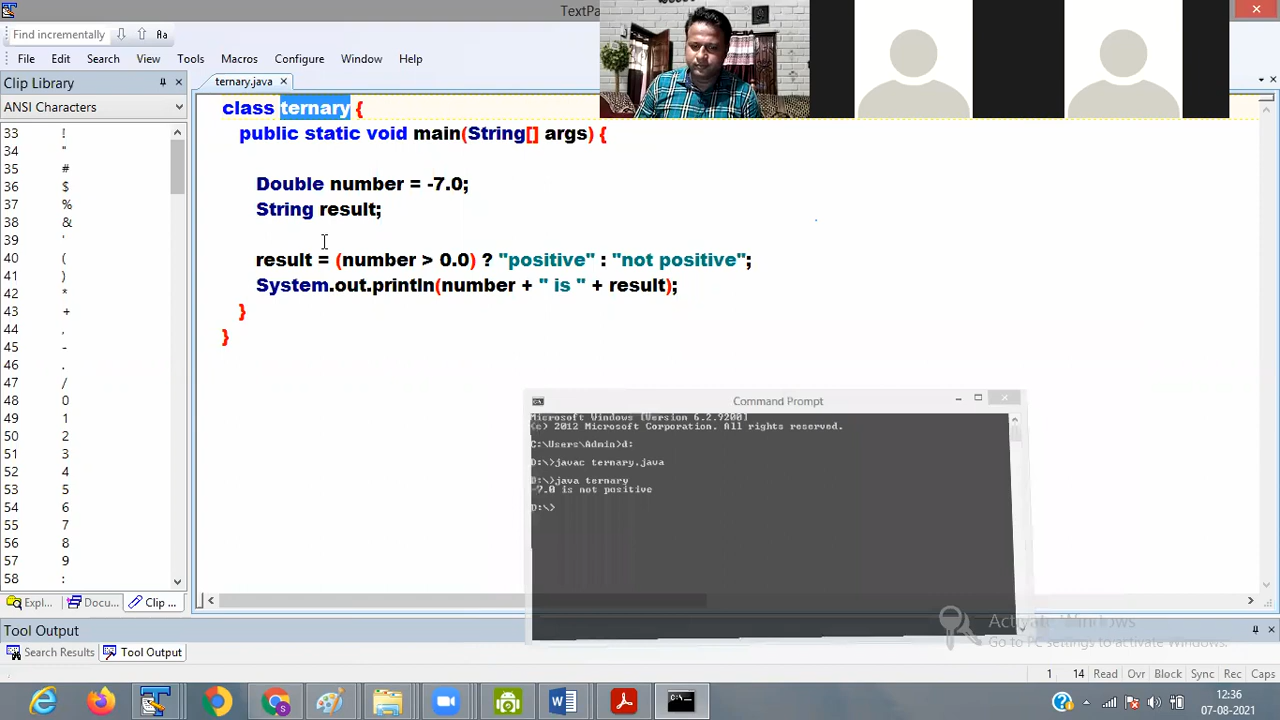 TextPa
Find incrementally
File Edit Search View Tools Macros Configure Window Help
Clip Library
ANSI Characters
33 !
34 "
35 #
36 $
37 %
38 &
39 '
40 (
41 )
42 *
43 +
44 ,
45 -
46 .
47 /
48 0
49 1
50 2
51 3
52 4
53 5
54 6
55 7
56 8
57 9
58 :
Expl... Docu... Clip ...
ternary.java
class ternary {
public static void main(String[] args) {
Double number = -7.0;
String result;
result = (number > 0.0) ? "positive" : "not positive";
System.out.println(number + " is " + result);
}
}
Command Prompt
Microsoft Windows [Version 6.2.9200]
(c) 2012 Microsoft Corporation. All rights reserved.
C:\Users\Admin>d:
D:\>javac ternary.java
D:\>java ternary
-7.0 is not positive
D:\>
Activate Windows
Go to PC settings to activate Windows.
Tool Output
Search Results Tool Output
1 14 Read Ovr Block Sync Rec Caps
12:36
07-08-2021